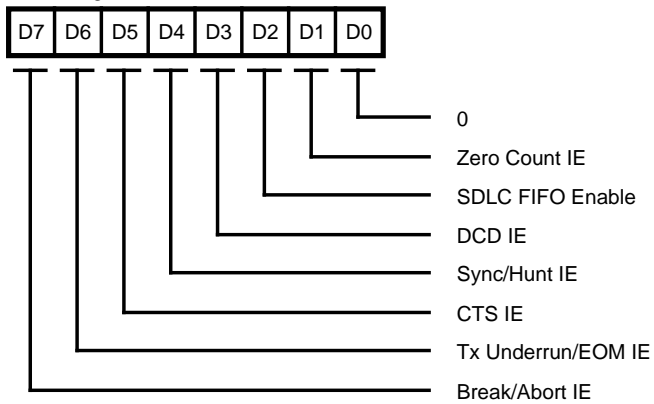 D7 D6 D5 D4 D3 D2 D1 D0
0
Zero Count IE
SDLC FIFO Enable
DCD IE
Sync/Hunt IE
CTS IE
Tx Underrun/EOM IE
Break/Abort IE